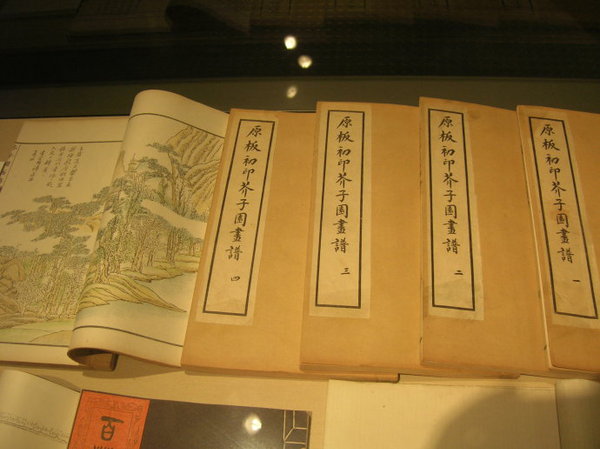 原板初印芥子園畫譜 一
原板初印芥子園畫譜 二
原板初印芥子園畫譜 三
原板初印芥子園畫譜 四
百